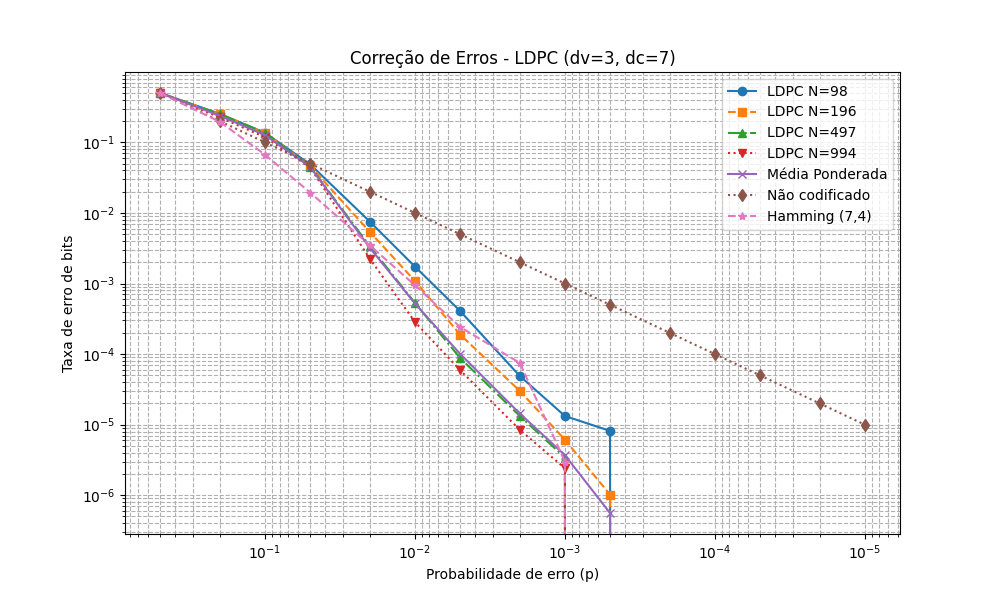 Correção de Erros - LDPC (dv=3, dc=7)
Taxa de erro de bits
10⁻¹
10⁻²
10⁻³
10⁻⁴
10⁻⁵
10⁻⁶
LDPC N=98
LDPC N=196
LDPC N=497
LDPC N=994
Média Ponderada
Não codificado
Hamming (7,4)
10⁻¹
10⁻²
10⁻³
10⁻⁴
10⁻⁵
Probabilidade de erro (p)